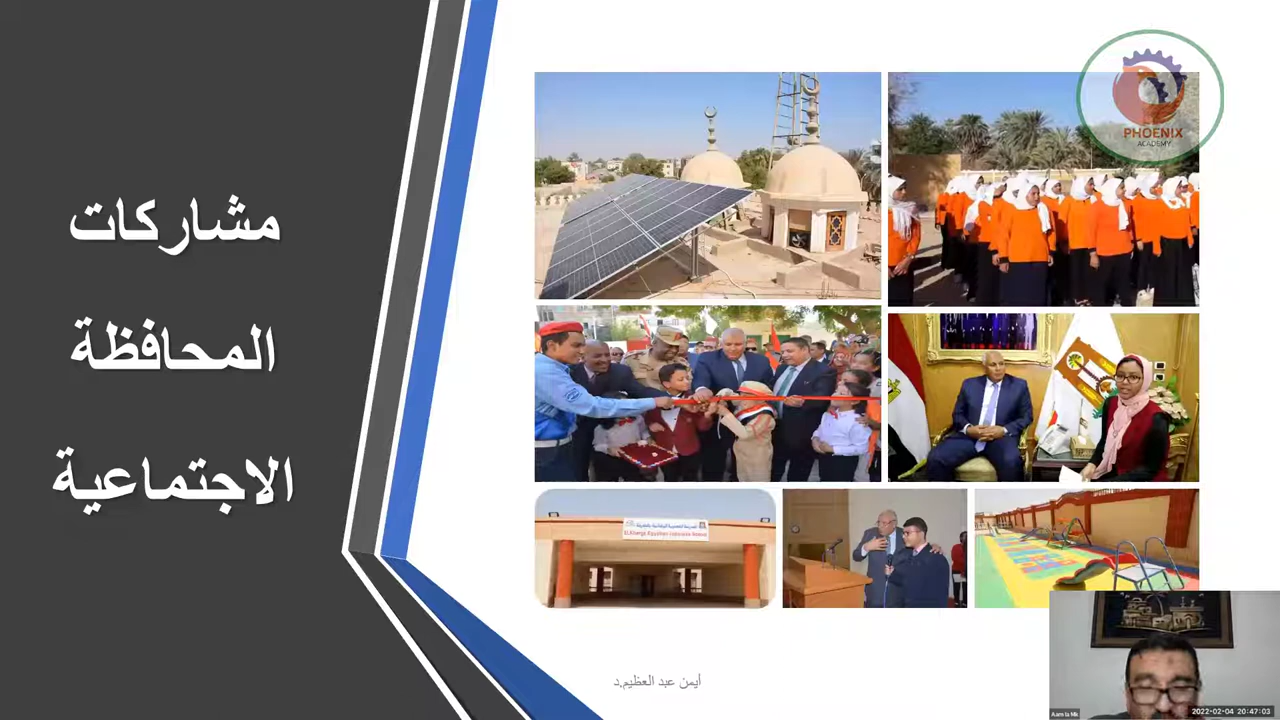 مشاركات
المحافظة
الاجتماعية
PHOENIX
ACADEMY
El Kharga Egyptian Japanese School
أيمن عبد العظيم.د
2022-02-04 20:47:03